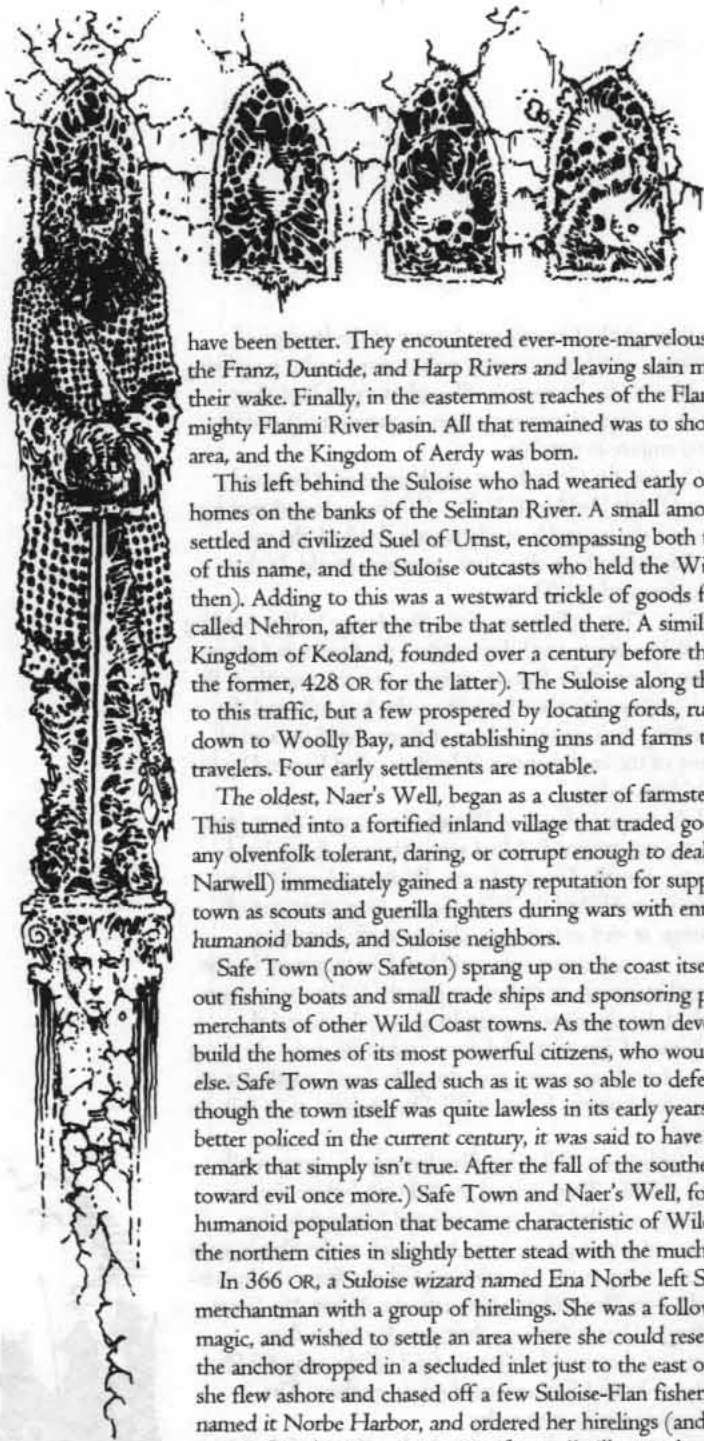 have been better. They encountered ever-more-marvelous
the Franz, Duntide, and Harp Rivers and leaving slain m
their wake. Finally, in the easternmost reaches of the Flan
mighty Flanmi River basin. All that remained was to sho
area, and the Kingdom of Aerdy was born.
This left behind the Suloise who had wearied early o
homes on the banks of the Selintan River. A small amo
settled and civilized Suel of Urnst, encompassing both
of this name, and the Suloise outcasts who held the Wi
then). Adding to this was a westward trickle of goods f
called Nehron, after the tribe that settled there. A simil
Kingdom of Keoland, founded over a century before th
the former, 428 OR for the latter). The Suloise along th
to this traffic, but a few prospered by locating fords, ru
down to Woolly Bay, and establishing inns and farms t
travelers. Four early settlements are notable.
The oldest, Naer's Well, began as a cluster of farmste
This turned into a fortified inland village that traded go
any olvenfolk tolerant, daring, or corrupt enough to deal
Narwell) immediately gained a nasty reputation for supp
town as scouts and guerilla fighters during wars with en
humanoid bands, and Suloise neighbors.
Safe Town (now Safeton) sprang up on the coast itse
out fishing boats and small trade ships and sponsoring p
merchants of other Wild Coast towns. As the town deve
build the homes of its most powerful citizens, who wou
else. Safe Town was called such as it was so able to defe
though the town itself was quite lawless in its early years
better policed in the current century, it was said to have
remark that simply isn't true. After the fall of the southe
toward evil once more.) Safe Town and Naer's Well, fo
humanoid population that became characteristic of Wil
the northern cities in slightly better stead with the much
In 366 OR, a Suloise wizard named Ena Norbe left S
merchantman with a group of hirelings. She was a follow
magic, and wished to settle an area where she could rese
the anchor dropped in a secluded inlet just to the east o
she flew ashore and chased off a few Suloise-Flan fisher
named it Norbe Harbor, and ordered her hirelings (and